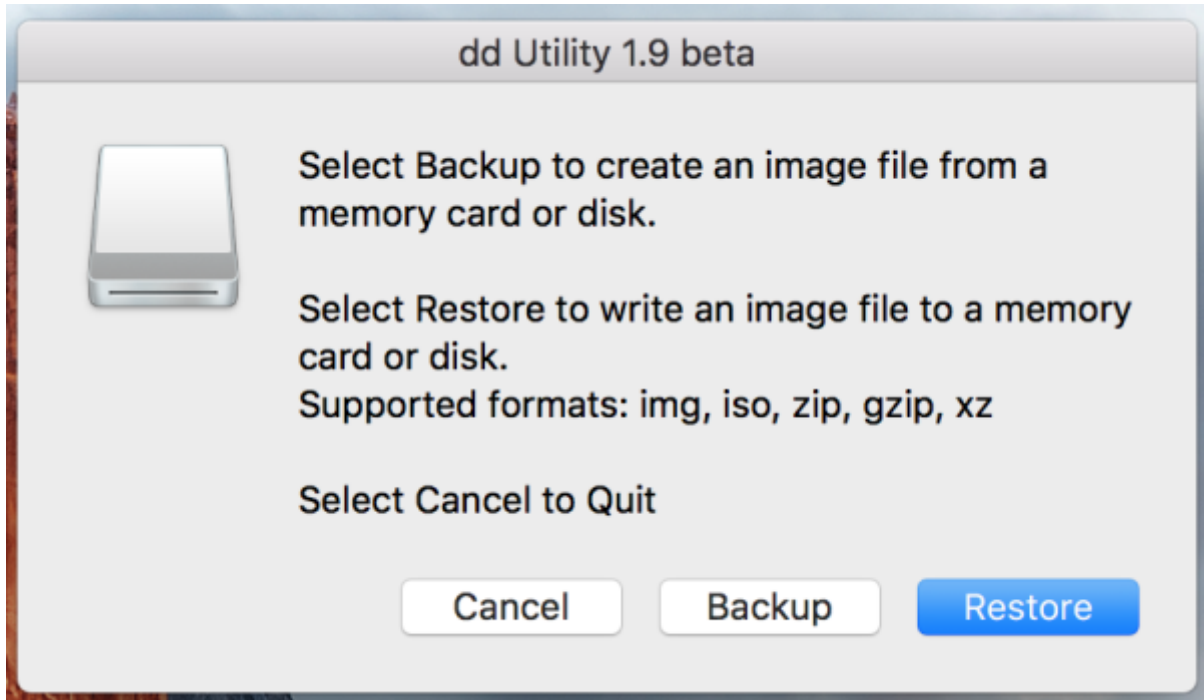 dd Utility 1.9 beta
Select Backup to create an image file from a
memory card or disk.
Select Restore to write an image file to a memory
card or disk.
Supported formats: img, iso, zip, gzip, xz
Select Cancel to Quit
Cancel
Backup
Restore